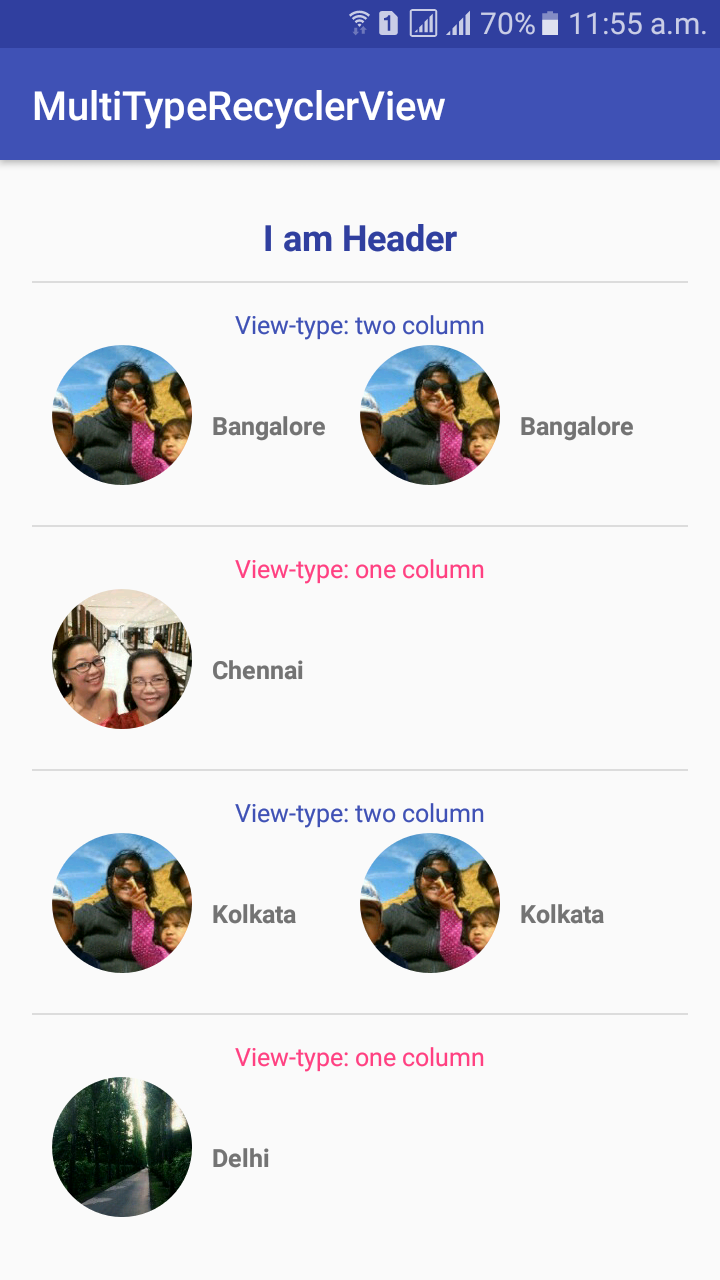 1 70% 11:55 a.m.
MultiTypeRecyclerView
I am Header
View-type: two column
Bangalore Bangalore
View-type: one column
Chennai
View-type: two column
Kolkata Kolkata
View-type: one column
Delhi